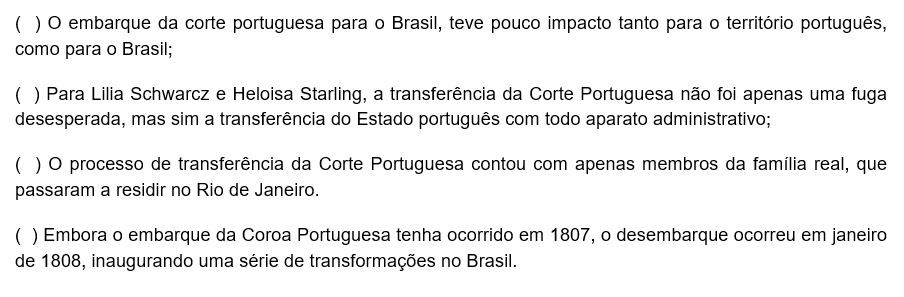 ( ) O embarque da corte portuguesa para o Brasil, teve pouco impacto tanto para o território português,
como para o Brasil;
( ) Para Lilia Schwarcz e Heloisa Starling, a transferência da Corte Portuguesa não foi apenas uma fuga
desesperada, mas sim a transferência do Estado português com todo aparato administrativo;
( ) O processo de transferência da Corte Portuguesa contou com apenas membros da família real, que
passaram a residir no Rio de Janeiro.
( ) Embora o embarque da Coroa Portuguesa tenha ocorrido em 1807, o desembarque ocorreu em janeiro
de 1808, inaugurando uma série de transformações no Brasil.